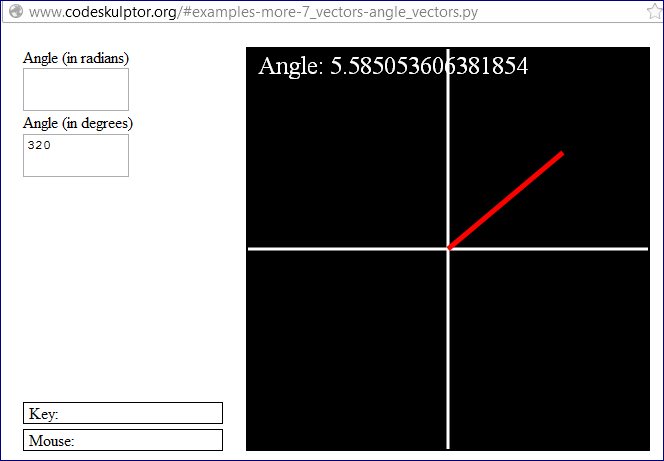 www.codeskulptor.org/#examples-more-7_vectors-angle_vectors.py
Angle (in radians)
Angle (in degrees)
320
Key:
Mouse:
Angle: 5.585053606381854